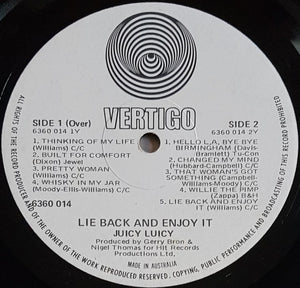 VERTIGO
SIDE 1 (Over)
6360 014 1Y
1. THINKING OF MY LIFE
(Williams) C/C
2. BUILT FOR COMFORT
(Dixon) Jewel
3. PRETTY WOMAN
(Williams) C/C
4. WHISKY IN MY JAR
(Moody-Ellis-Williams) C/C
6360 014
SIDE 2
6360 014 2Y
1. HELLO L.A, BYE BYE
BIRMINGHAM (Davis-
Bramlett) Tu-Con
2. CHANGED MY MIND
(Hubbard-Campbell) C/C
3. THAT WOMAN'S GOT
SOMETHING (Campbell-
Williams-Moody) C/C
4. WILLIE THE PIMP
(Zappa) B&H
5. LIE BACK AND ENJOY
IT (Williams) C/C
LIE BACK AND ENJOY IT
JUICY LUICY
Produced by Gerry Bron &
Nigel Thomas for Hit Records
Productions Ltd.
MADE IN AUSTRALIA
ALL RIGHTS OF THE RECORD PRODUCER AND OF THE OWNER OF THE WORK REPRODUCED RESERVED. COPYING, PUBLIC PERFORMANCE AND BROADCASTING OF THIS RECORD PROHIBITED